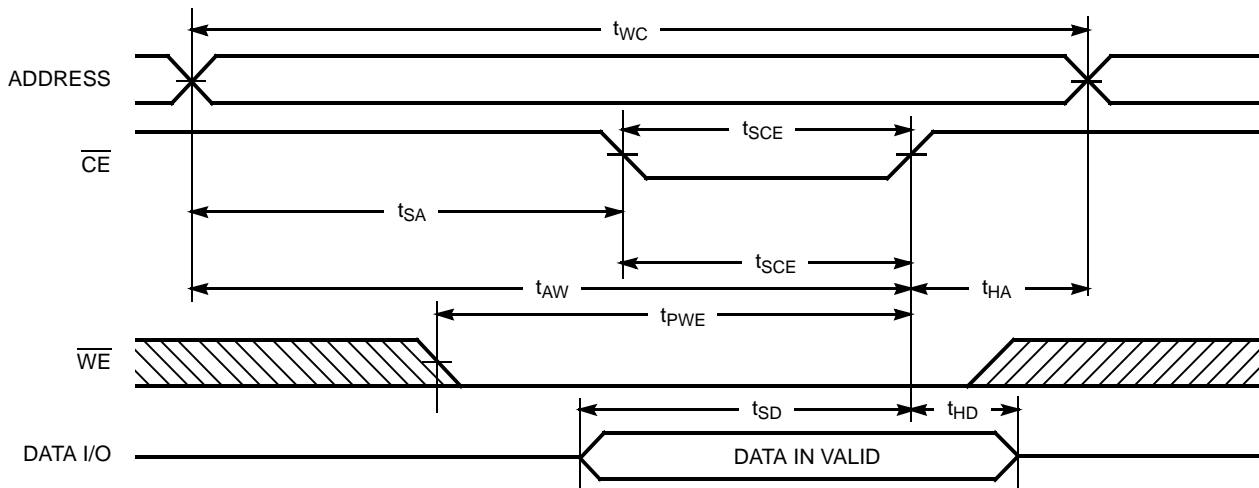 tWC
ADDRESS
tSCE
CE
tSA
tSCE
tAW
tHA
tPWE
WE
tSD
tHD
DATA I/O
DATA IN VALID